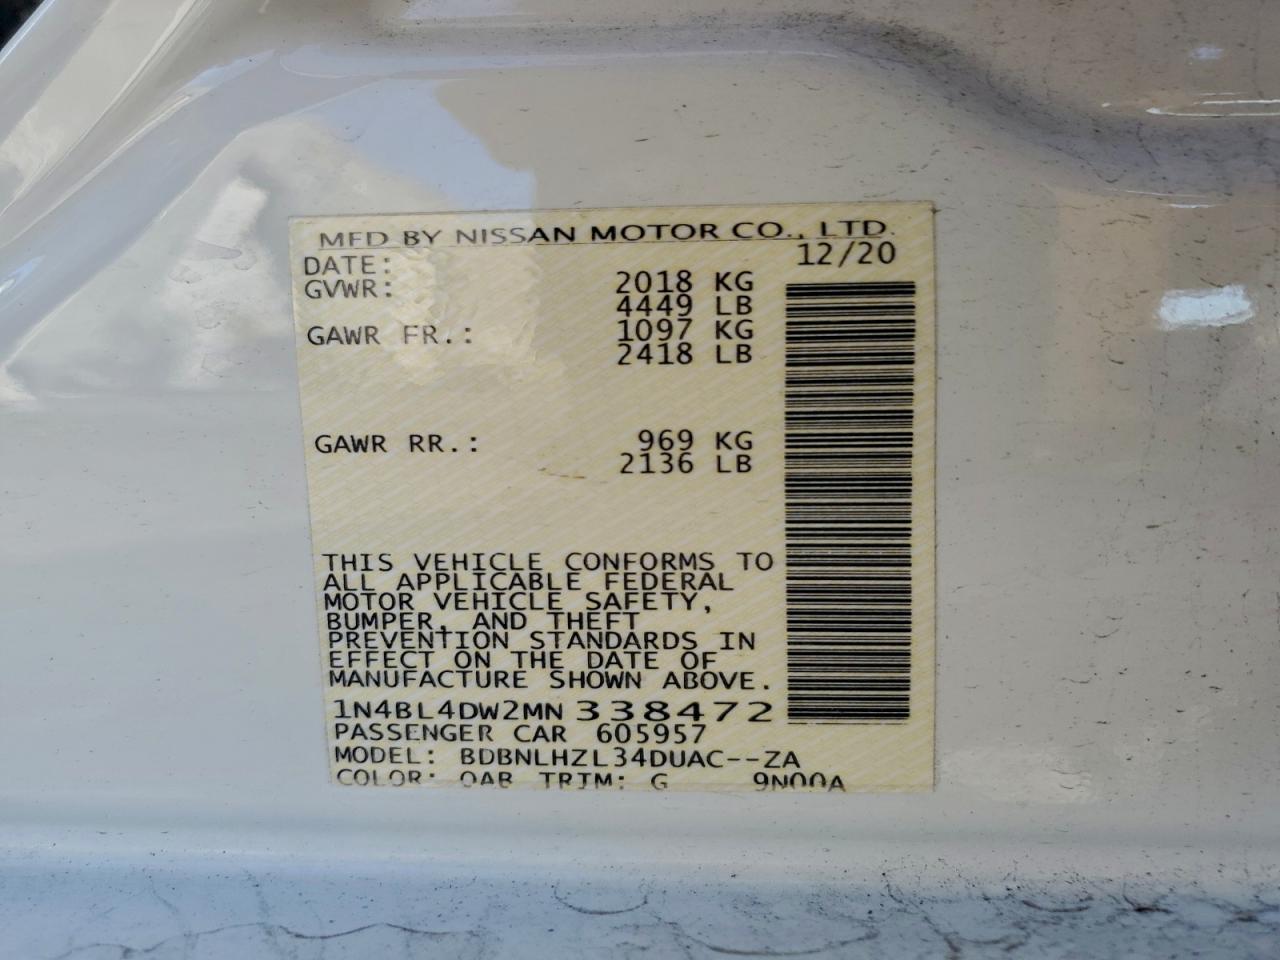 MFD BY NISSAN MOTOR CO., LTD.
DATE: 12/20
GVWR: 2018 KG
4449 LB
GAWR FR.: 1097 KG
2418 LB
GAWR RR.: 969 KG
2136 LB
THIS VEHICLE CONFORMS TO
ALL APPLICABLE FEDERAL
MOTOR VEHICLE SAFETY,
BUMPER, AND THEFT
PREVENTION STANDARDS IN
EFFECT ON THE DATE OF
MANUFACTURE SHOWN ABOVE.
1N4BL4DW2MN 338472
PASSENGER CAR 605957
MODEL: BDBNLHZL34DUAC--ZA
COLOR: QAB TRIM: G 9N00A